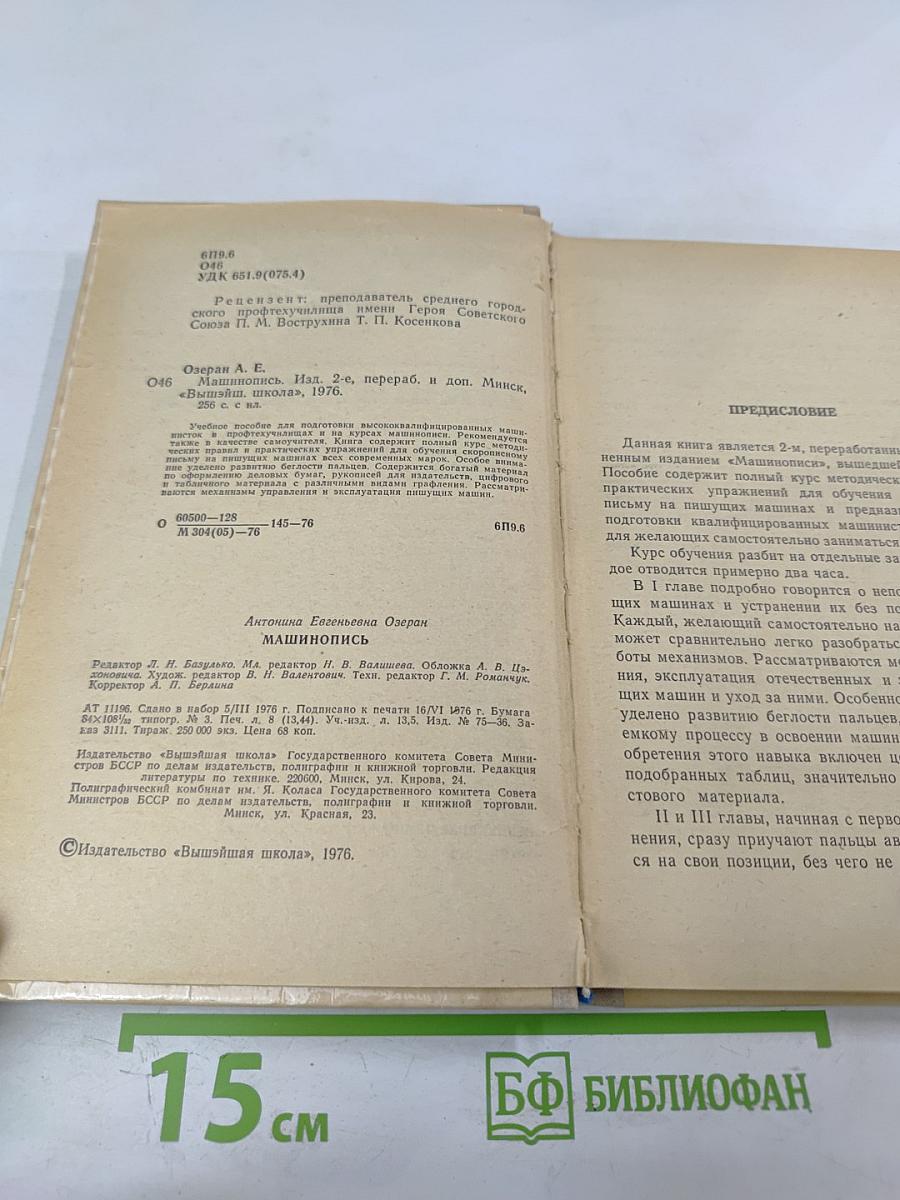 6П9.6
О46
УДК 651.9(075.4)
Рецензент: преподаватель среднего город-
ского профтехучилища имени Героя Советского
Союза П. М. Вострухина Т. П. Косенкова
Озеран А. Е.
О46 Машинопись. Изд. 2-е, перераб. и доп. Минск,
«Вышэйш. школа», 1976.
256 с. с ил.
Учебное пособие для подготовки высококвалифицированных маши-
нисток в профтехучилищах и на курсах машинописи. Рекомендуется
также в качестве самоучителя. Книга содержит полный курс методи-
ческих правил и практических упражнений для обучения скорописному
письму на пишущих машинах всех современных марок. Особое внима-
ние уделено развитию беглости пальцев. Содержится богатый материал
по оформлению деловых бумаг, рукописей для издательств, цифрового
и табличного материала с различными видами графления. Рассматри-
ваются механизмы управления и эксплуатация пишущих машин.
О 60500—128
М 304(05)—76 145—76 6П9.6
Антонина Евгеньевна Озеран
МАШИНОПИСЬ
Редактор Л. Н. Базулько. Мл. редактор Н. В. Валишева. Обложка А. В. Цэ-
хоновича. Худож. редактор В. Н. Валентович. Техн. редактор Г. М. Романчук.
Корректор А. П. Берлина
АТ 11196. Сдано в набор 5/III 1976 г. Подписано к печати 16/VI 1976 г. Бумага
84×108 1/32 типогр. № 3. Печ. л. 8 (13,44). Уч.-изд. л. 13,5. Изд. № 75—36. За-
каз 3111. Тираж 250 000 экз. Цена 68 коп.
Издательство «Вышэйшая школа» Государственного комитета Совета Мини-
стров БССР по делам издательств, полиграфии и книжной торговли. Редакция
литературы по технике. 220600, Минск, ул. Кирова, 24.
Полиграфический комбинат им. Я. Коласа Государственного комитета Совета
Министров БССР по делам издательств, полиграфии и книжной торговли.
Минск, ул. Красная, 23.
©Издательство «Вышэйшая школа», 1976.
ПРЕДИСЛОВИЕ
Данная книга является 2-м, переработанны
ненным изданием «Машинописи», вышедшей
Пособие содержит полный курс методическ
практических упражнений для обучения
письму на пишущих машинах и предназн
подготовки квалифицированных машинист
для желающих самостоятельно заниматься
Курс обучения разбит на отдельные за
дое отводится примерно два часа.
В I главе подробно говорится о непо
щих машинах и устранении их без по
Каждый, желающий самостоятельно на
может сравнительно легко разобратьс
боты механизмов. Рассматриваются ме
ния, эксплуатация отечественных и з
щих машин и уход за ними. Особенно
уделено развитию беглости пальцев,
емкому процессу в освоении машин
обретения этого навыка включен це
подобранных таблиц, значительно
стового материала.
II и III главы, начиная с перво
нения, сразу приучают пальцы ав
ся на свои позиции, без чего не
15 см
БФ БИБЛИОФАН